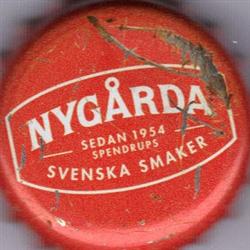 NYGÅRDA
SEDAN 1954
SPENDRUPS
SVENSKA SMAKER